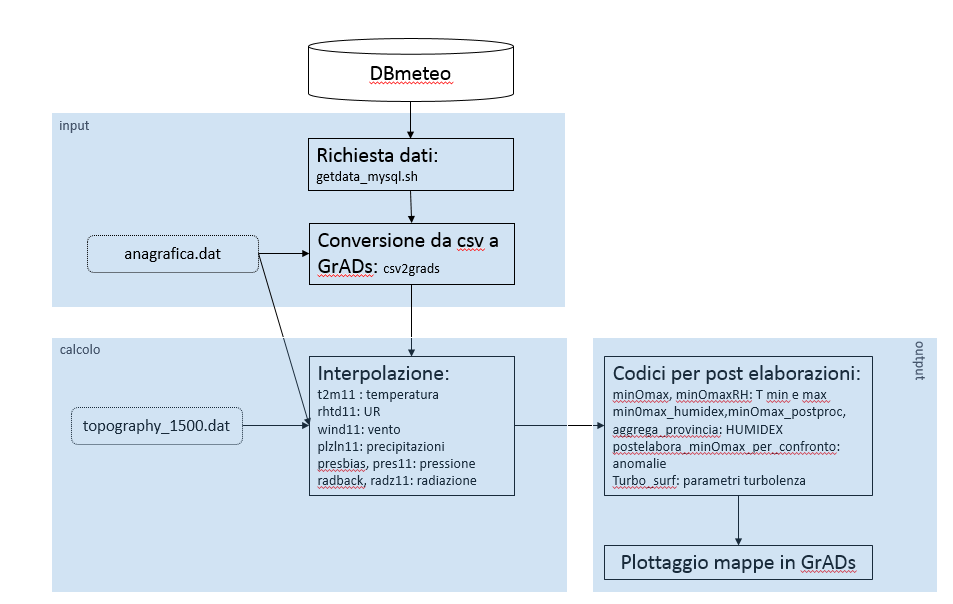 DBmeteo
input
Richiesta dati:
getdata_mysql.sh
anagrafica.dat
Conversione da csv a
GrADs: csv2grads
calcolo
Interpolazione:
t2m11 : temperatura
rhtd11: UR
wind11: vento
plzln11: precipitazioni
presbias, pres11: pressione
radback, radz11: radiazione
topography_1500.dat
output
Codici per post elaborazioni:
minOmax, minOmaxRH: T min e max
min0max_humidex,minOmax_postproc,
aggrega_provincia: HUMIDEX
postelabora_minOmax_per_confronto:
anomalie
Turbo_surf: parametri turbolenza
Plottaggio mappe in GrADs